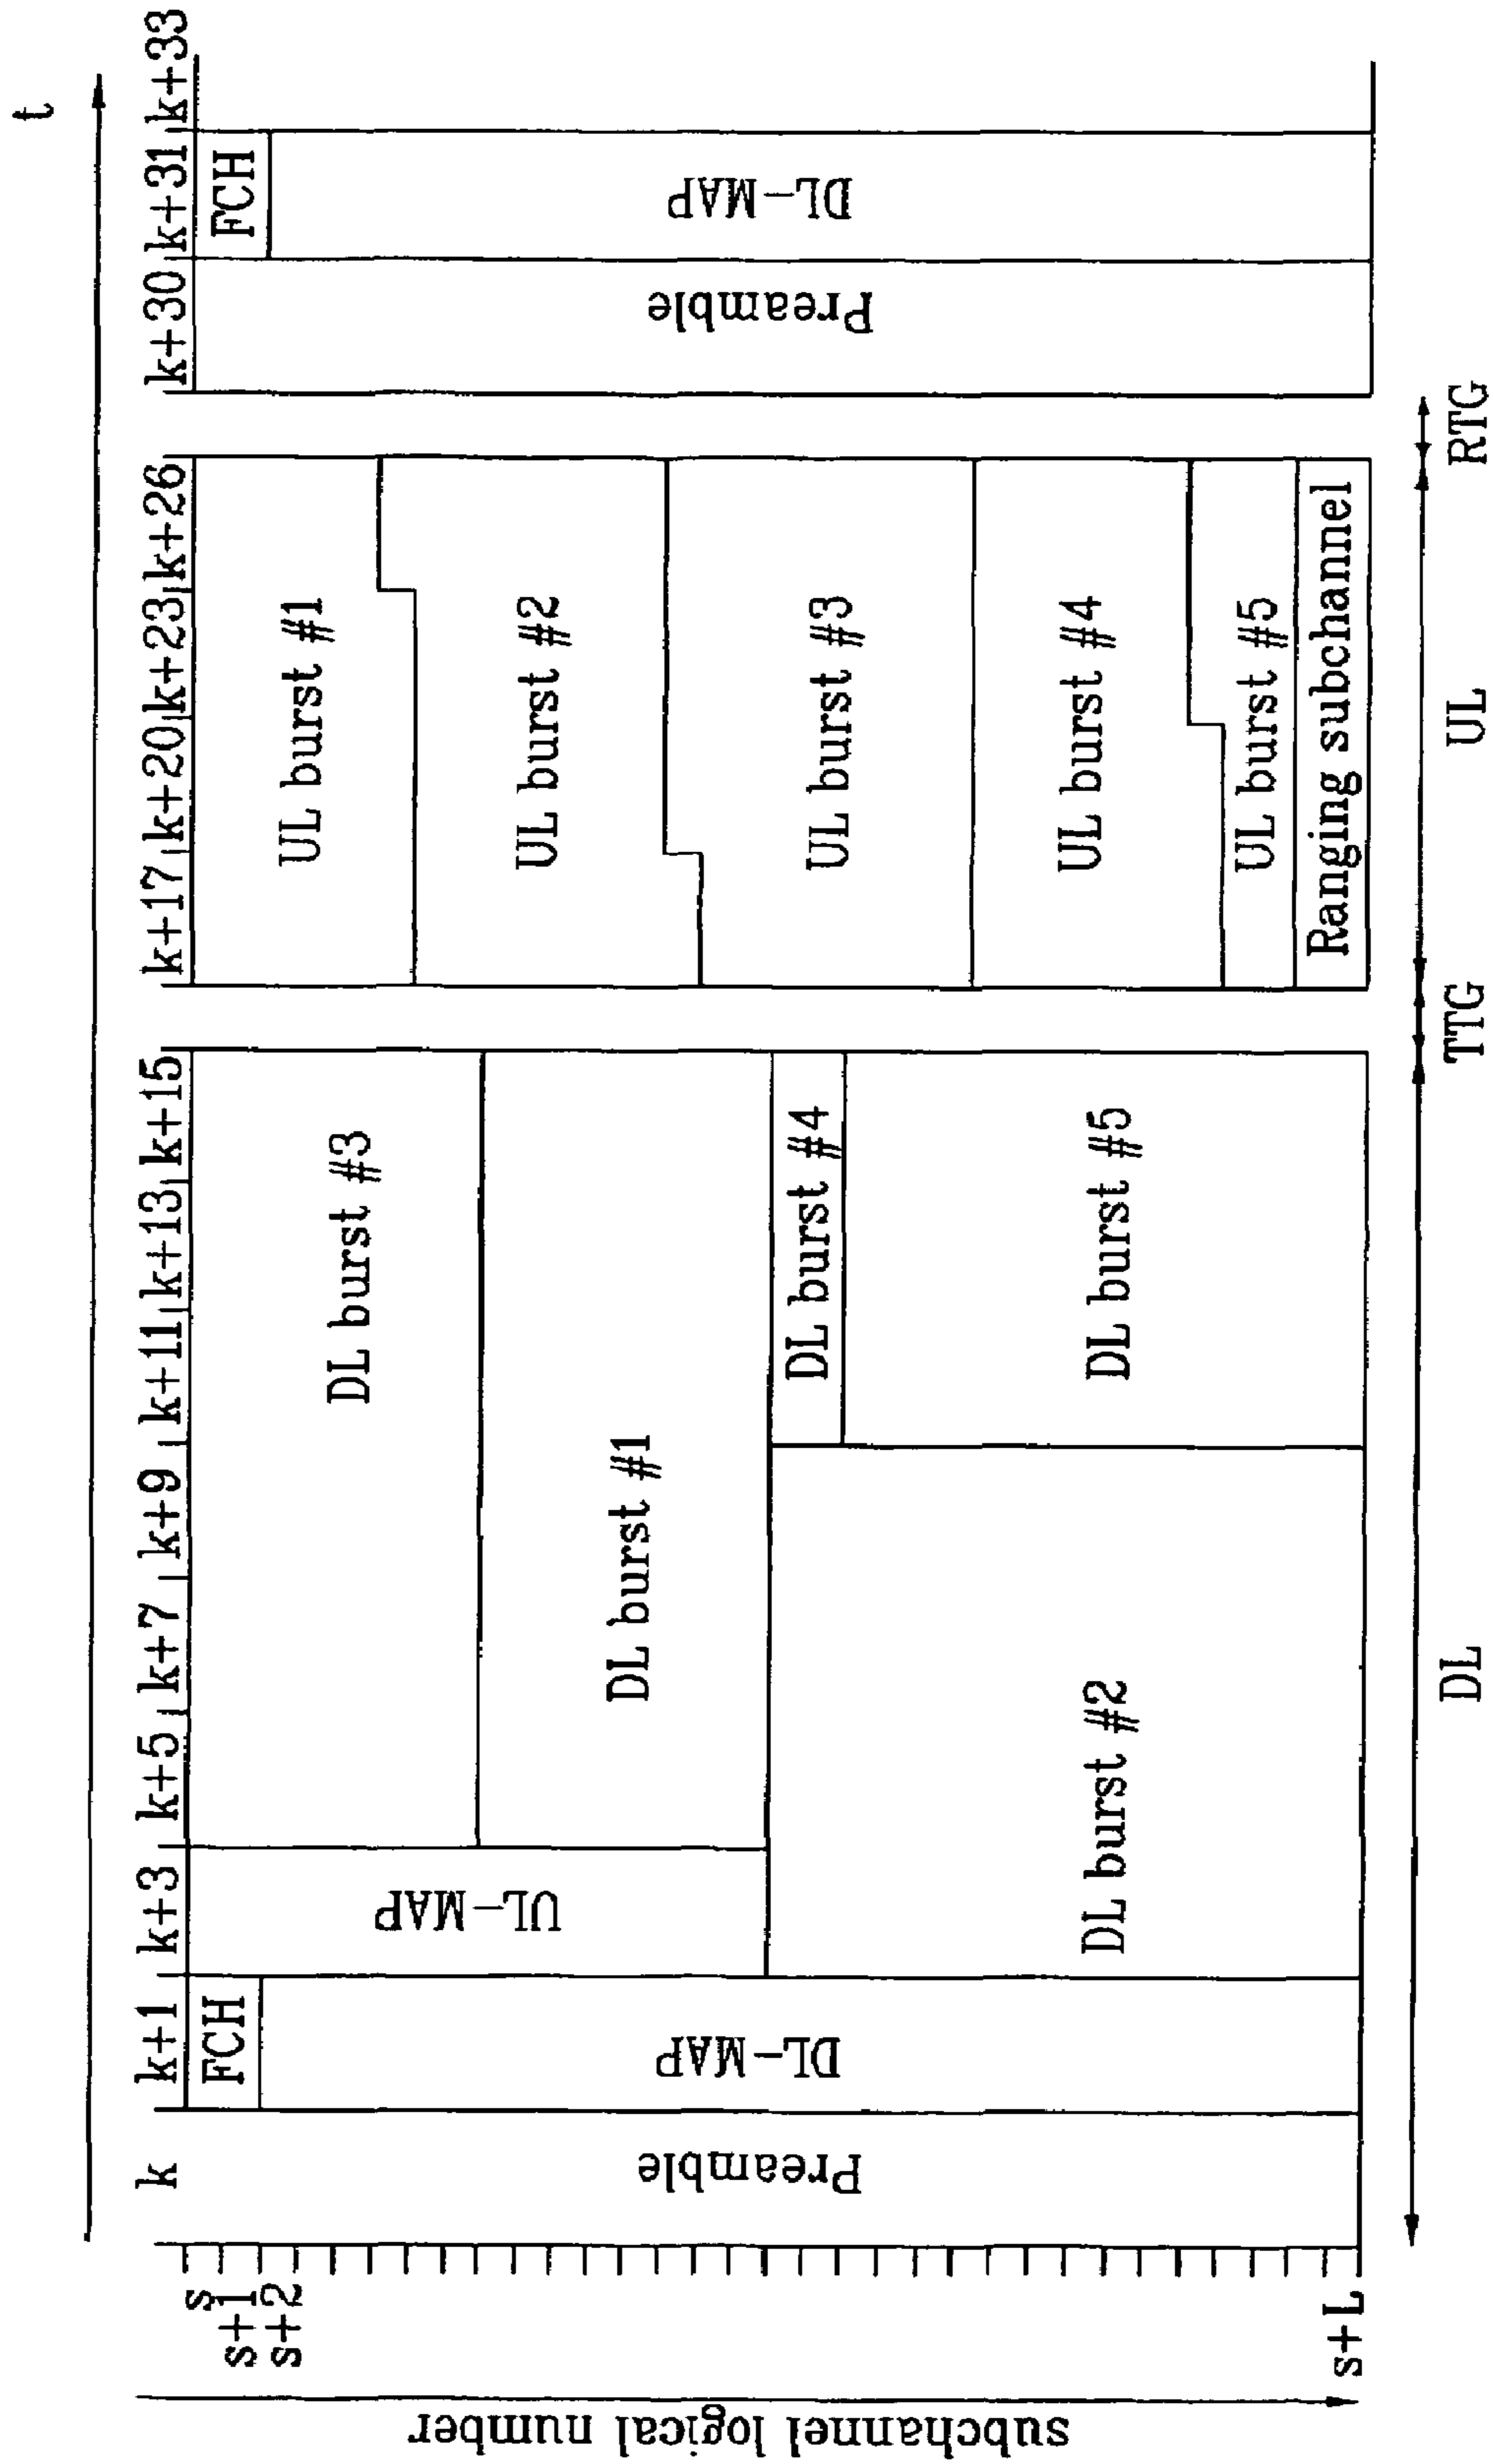 t
k
k+1
k+3
k+5
k+7
k+9
k+11
k+13
k+15
k+17
k+20
k+23
k+26
k+30
k+31
k+33
s
s+1
s+2
s+L
subchannel logical number
Preamble
FCH
DL-MAP
UL-MAP
DL burst #3
DL burst #1
DL burst #2
DL burst #4
DL burst #5
UL burst #1
UL burst #2
UL burst #3
UL burst #4
UL burst #5
Ranging subchannel
Preamble
FCH
DL-MAP
DL
TTG
UL
RTG